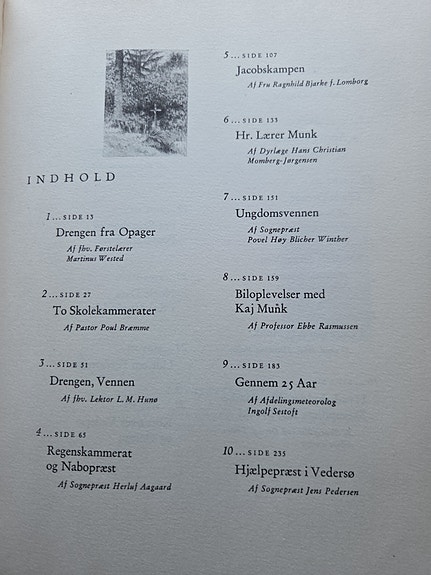 INDHOLD
1 ... SIDE 13
Drengen fra Opager
Af fhv. Førstelærer
Martinus Wested
2 ... SIDE 27
To Skolekammerater
Af Pastor Poul Bræmme
3 ... SIDE 51
Drengen, Vennen
Af fhv. Lektor L. M. Hunø
4 ... SIDE 65
Regenskammerat
og Nabopræst
Af Sognepræst Herluf Aagaard
5 ... SIDE 107
Jacobskampen
Af Fru Ragnhild Bjarke f. Lomborg
6 ... SIDE 133
Hr. Lærer Munk
Af Dyrlæge Hans Christian
Momberg-Jørgensen
7 ... SIDE 151
Ungdomsvennen
Af Sognepræst
Povel Høy Blicher Winther
8 ... SIDE 159
Biloplevelser med
Kaj Munk
Af Professor Ebbe Rasmussen
9 ... SIDE 183
Gennem 25 Aar
Af Afdelingsmeteorolog
Ingolf Sestoft
10 ... SIDE 235
Hjælpepræst i Vedersø
Af Sognepræst Jens Pedersen